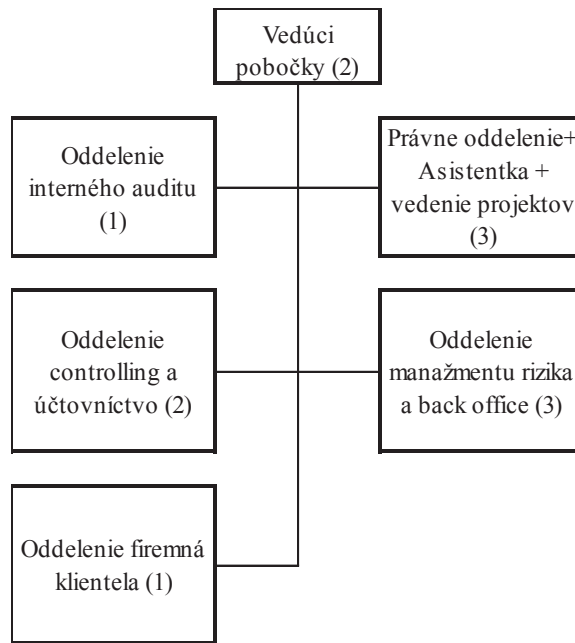 Vedúci
pobočky (2)
Oddelenie
interného auditu
(1)
Právne oddelenie+
Asistentka +
vedenie projektov
(3)
Oddelenie
controlling a
účtovníctvo (2)
Oddelenie
manažmentu rizika
a back office (3)
Oddelenie firemná
klientela (1)